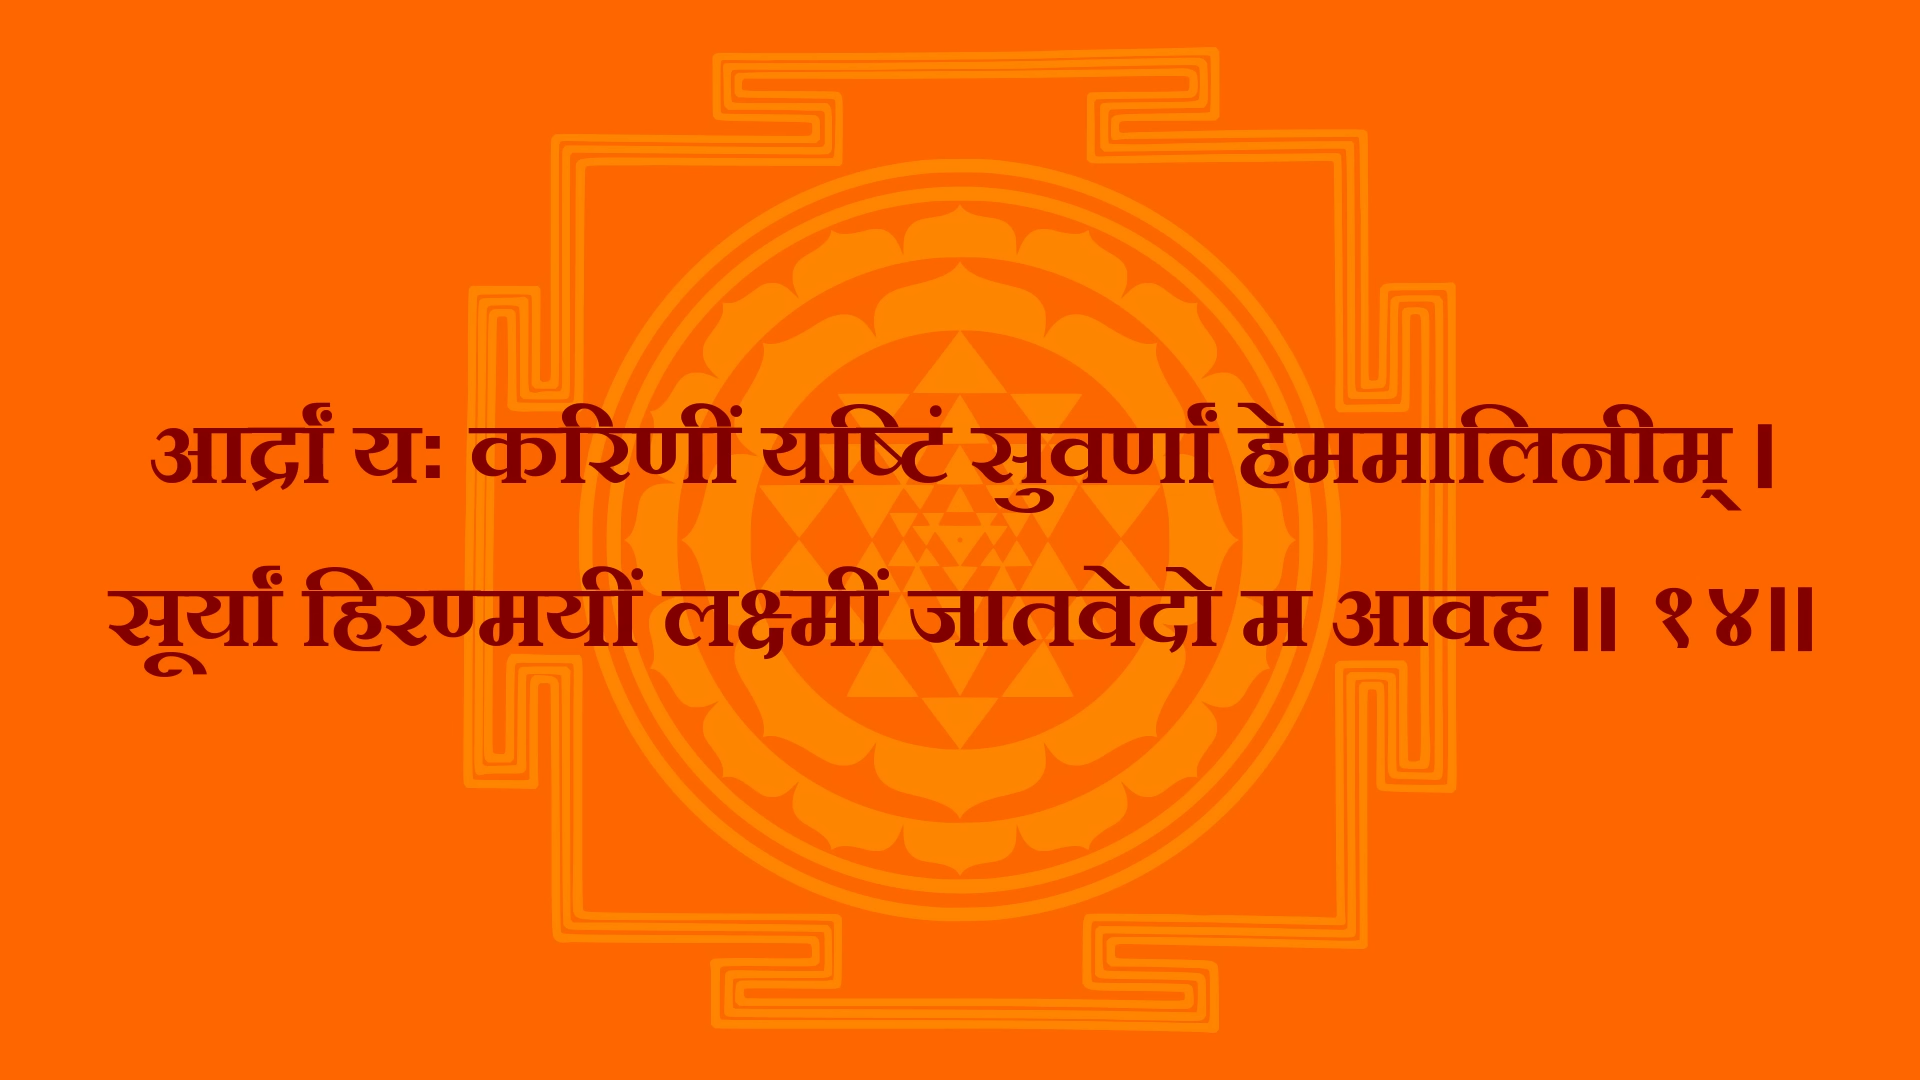 आर्द्रां यः करिणीं यष्टिं सुवर्णां हेममालिनीम् ।
सूर्यां हिरण्मयीं लक्ष्मीं जातवेदो म आवह ॥ १४॥